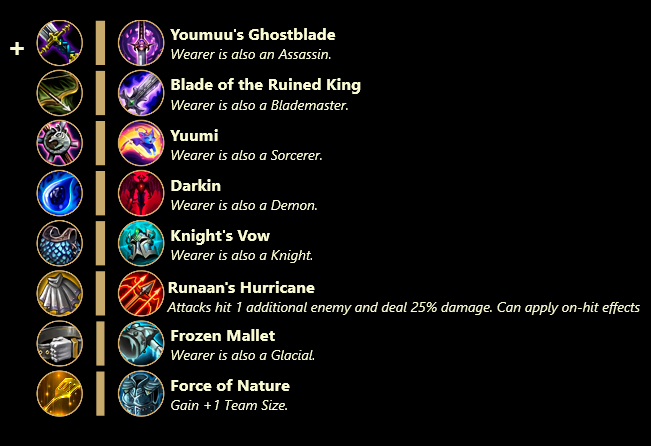 +
Youmuu's Ghostblade
Wearer is also an Assassin.
Blade of the Ruined King
Wearer is also a Blademaster.
Yuumi
Wearer is also a Sorcerer.
Darkin
Wearer is also a Demon.
Knight's Vow
Wearer is also a Knight.
Runaan's Hurricane
Attacks hit 1 additional enemy and deal 25% damage. Can apply on-hit effects
Frozen Mallet
Wearer is also a Glacial.
Force of Nature
Gain +1 Team Size.